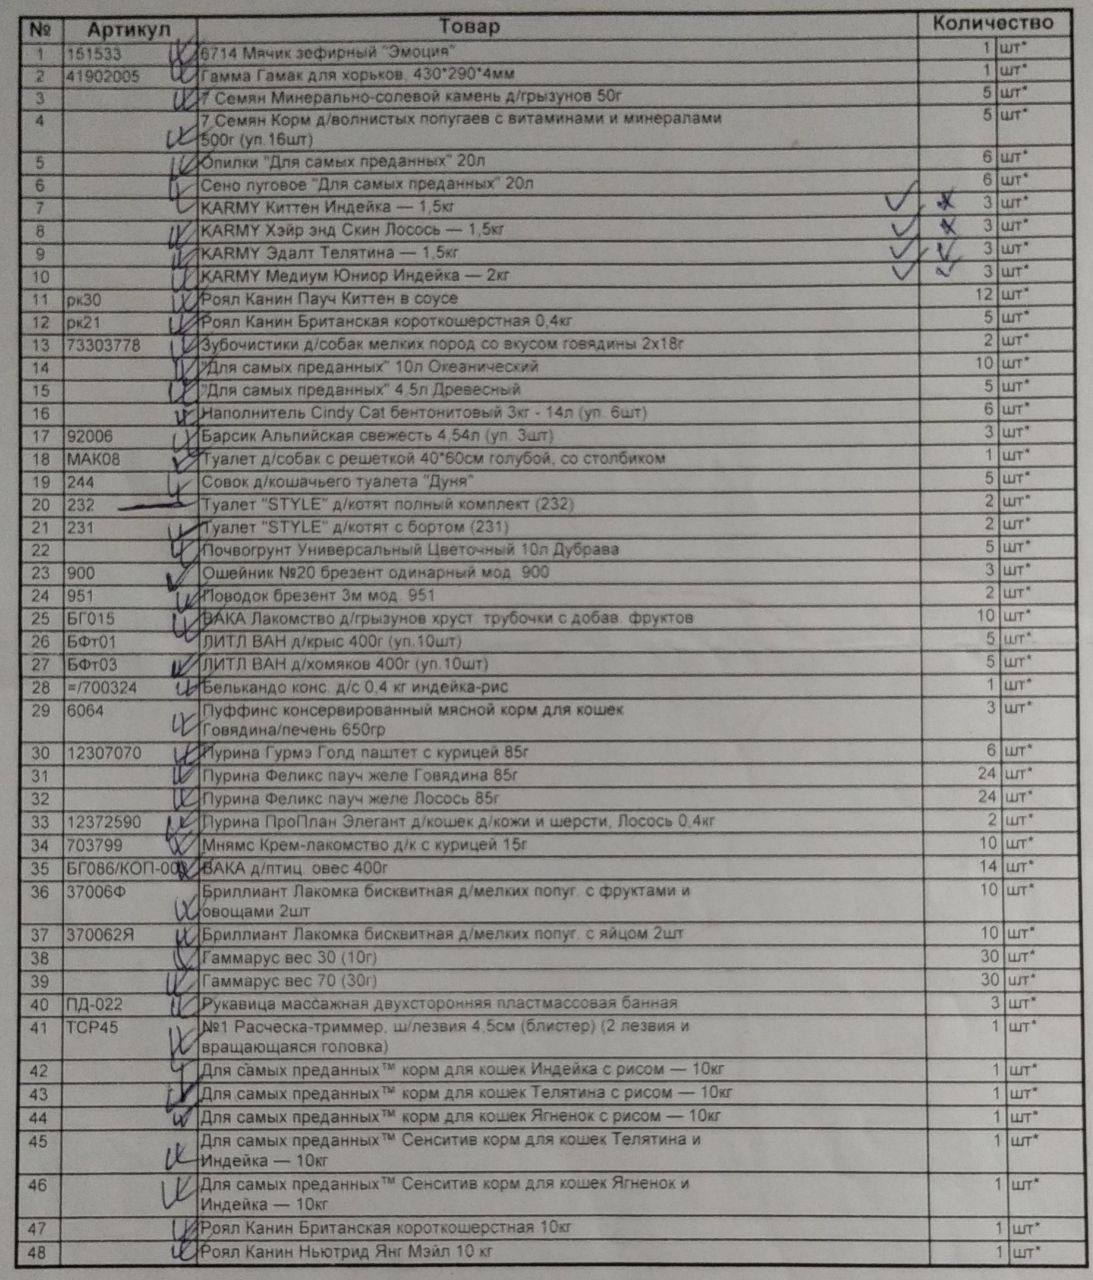 № Артикул Товар Количество
1 151533 6714 Мячик зефирный "Эмоция" 1 шт*
2 41902005 Гамма Гамак для хорьков, 430*290*4мм 1 шт*
3 7 Семян Минерально-солевой камень д/грызунов 50г 5 шт*
4 7 Семян Корм д/волнистых попугаев с витаминами и минералами 5 шт*
500г (уп.16шт)
5 Опилки "Для самых преданных" 20л 6 шт*
6 Сено луговое "Для самых преданных" 20л 6 шт*
7 KARMY Киттен Индейка — 1,5кг 3 шт*
8 KARMY Хэйр энд Скин Лосось — 1,5кг 3 шт*
9 KARMY Эдалт Телятина — 1,5кг 3 шт*
10 KARMY Медиум Юниор Индейка — 2кг 3 шт*
11 рк30 Роял Канин Пауч Киттен в соусе 12 шт*
12 рк21 Роял Канин Британская короткошерстная 0,4кг 5 шт*
13 73303778 Зубочистики д/собак мелких пород со вкусом говядины 2х18г 2 шт*
14 "Для самых преданных" 10л Океанический 10 шт*
15 "Для самых преданных" 4,5л Древесный 5 шт*
16 Наполнитель Cindy Cat бентонитовый 3кг - 14л (уп. 6шт) 6 шт*
17 92006 Барсик Альпийская свежесть 4,54л (уп. 3шт) 3 шт*
18 МАК08 Туалет д/собак с решеткой 40*60см голубой, со столбиком 1 шт*
19 244 Совок д/кошачьего туалета "Дуня" 5 шт*
20 232 Туалет "STYLE" д/котят полный комплект (232) 2 шт*
21 231 Туалет "STYLE" д/котят с бортом (231) 2 шт*
22 Почвогрунт Универсальный Цветочный 10л Дубрава 5 шт*
23 900 Ошейник №20 брезент одинарный мод. 900 3 шт*
24 951 Поводок брезент 3м мод. 951 2 шт*
25 БГ015 ВАКА Лакомство д/грызунов хруст. трубочки с добав. фруктов 10 шт*
26 БФт01 ЛИТЛ ВАН д/крыс 400г (уп.10шт) 5 шт*
27 БФт03 ЛИТЛ ВАН д/хомяков 400г (уп.10шт) 5 шт*
28 =/700324 Белькандо конс. д/с 0,4 кг индейка-рис 1 шт*
29 6064 Пуффинс консервированный мясной корм для кошек 3 шт*
Говядина/печень 650гр
30 12307070 Пурина Гурмэ Голд паштет с курицей 85г 6 шт*
31 Пурина Феликс пауч желе Говядина 85г 24 шт*
32 Пурина Феликс пауч желе Лосось 85г 24 шт*
33 12372590 Пурина ПроПлан Элегант д/кошек д/кожи и шерсти, Лосось 0,4кг 2 шт*
34 703799 Мнямс Крем-лакомство д/к с курицей 15г 10 шт*
35 БГ086/КОП-00 ВАКА д/птиц. овес 400г 14 шт*
36 37006Ф Бриллиант Лакомка бисквитная д/мелких попуг. с фруктами и 10 шт*
овощами 2шт
37 370062Я Бриллиант Лакомка бисквитная д/мелких попуг. с яйцом 2шт 10 шт*
38 Гаммарус вес 30 (10г) 30 шт*
39 Гаммарус вес 70 (30г) 30 шт*
40 ПД-022 Рукавица массажная двухсторонняя пластмассовая банная 3 шт*
41 TCP45 №1 Расческа-триммер, ш/лезвия 4,5см (блистер) (2 лезвия и 1 шт*
вращающаяся головка)
42 Для самых преданных™ корм для кошек Индейка с рисом — 10кг 1 шт*
43 Для самых преданных™ корм для кошек Телятина с рисом — 10кг 1 шт*
44 Для самых преданных™ корм для кошек Ягненок с рисом — 10кг 1 шт*
45 Для самых преданных™ Сенситив корм для кошек Телятина и 1 шт*
Индейка — 10кг
46 Для самых преданных™ Сенситив корм для кошек Ягненок и 1 шт*
Индейка — 10кг
47 Роял Канин Британская короткошерстная 10кг 1 шт*
48 Роял Канин Ньютрид Янг Мэйл 10 кг 1 шт*